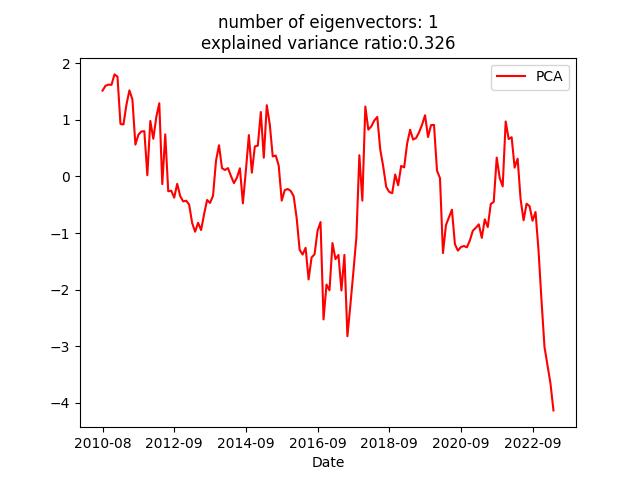 number of eigenvectors: 1
explained variance ratio:0.326
PCA
2
1
0
−1
−2
−3
−4
2010-08 2012-09 2014-09 2016-09 2018-09 2020-09 2022-09
Date